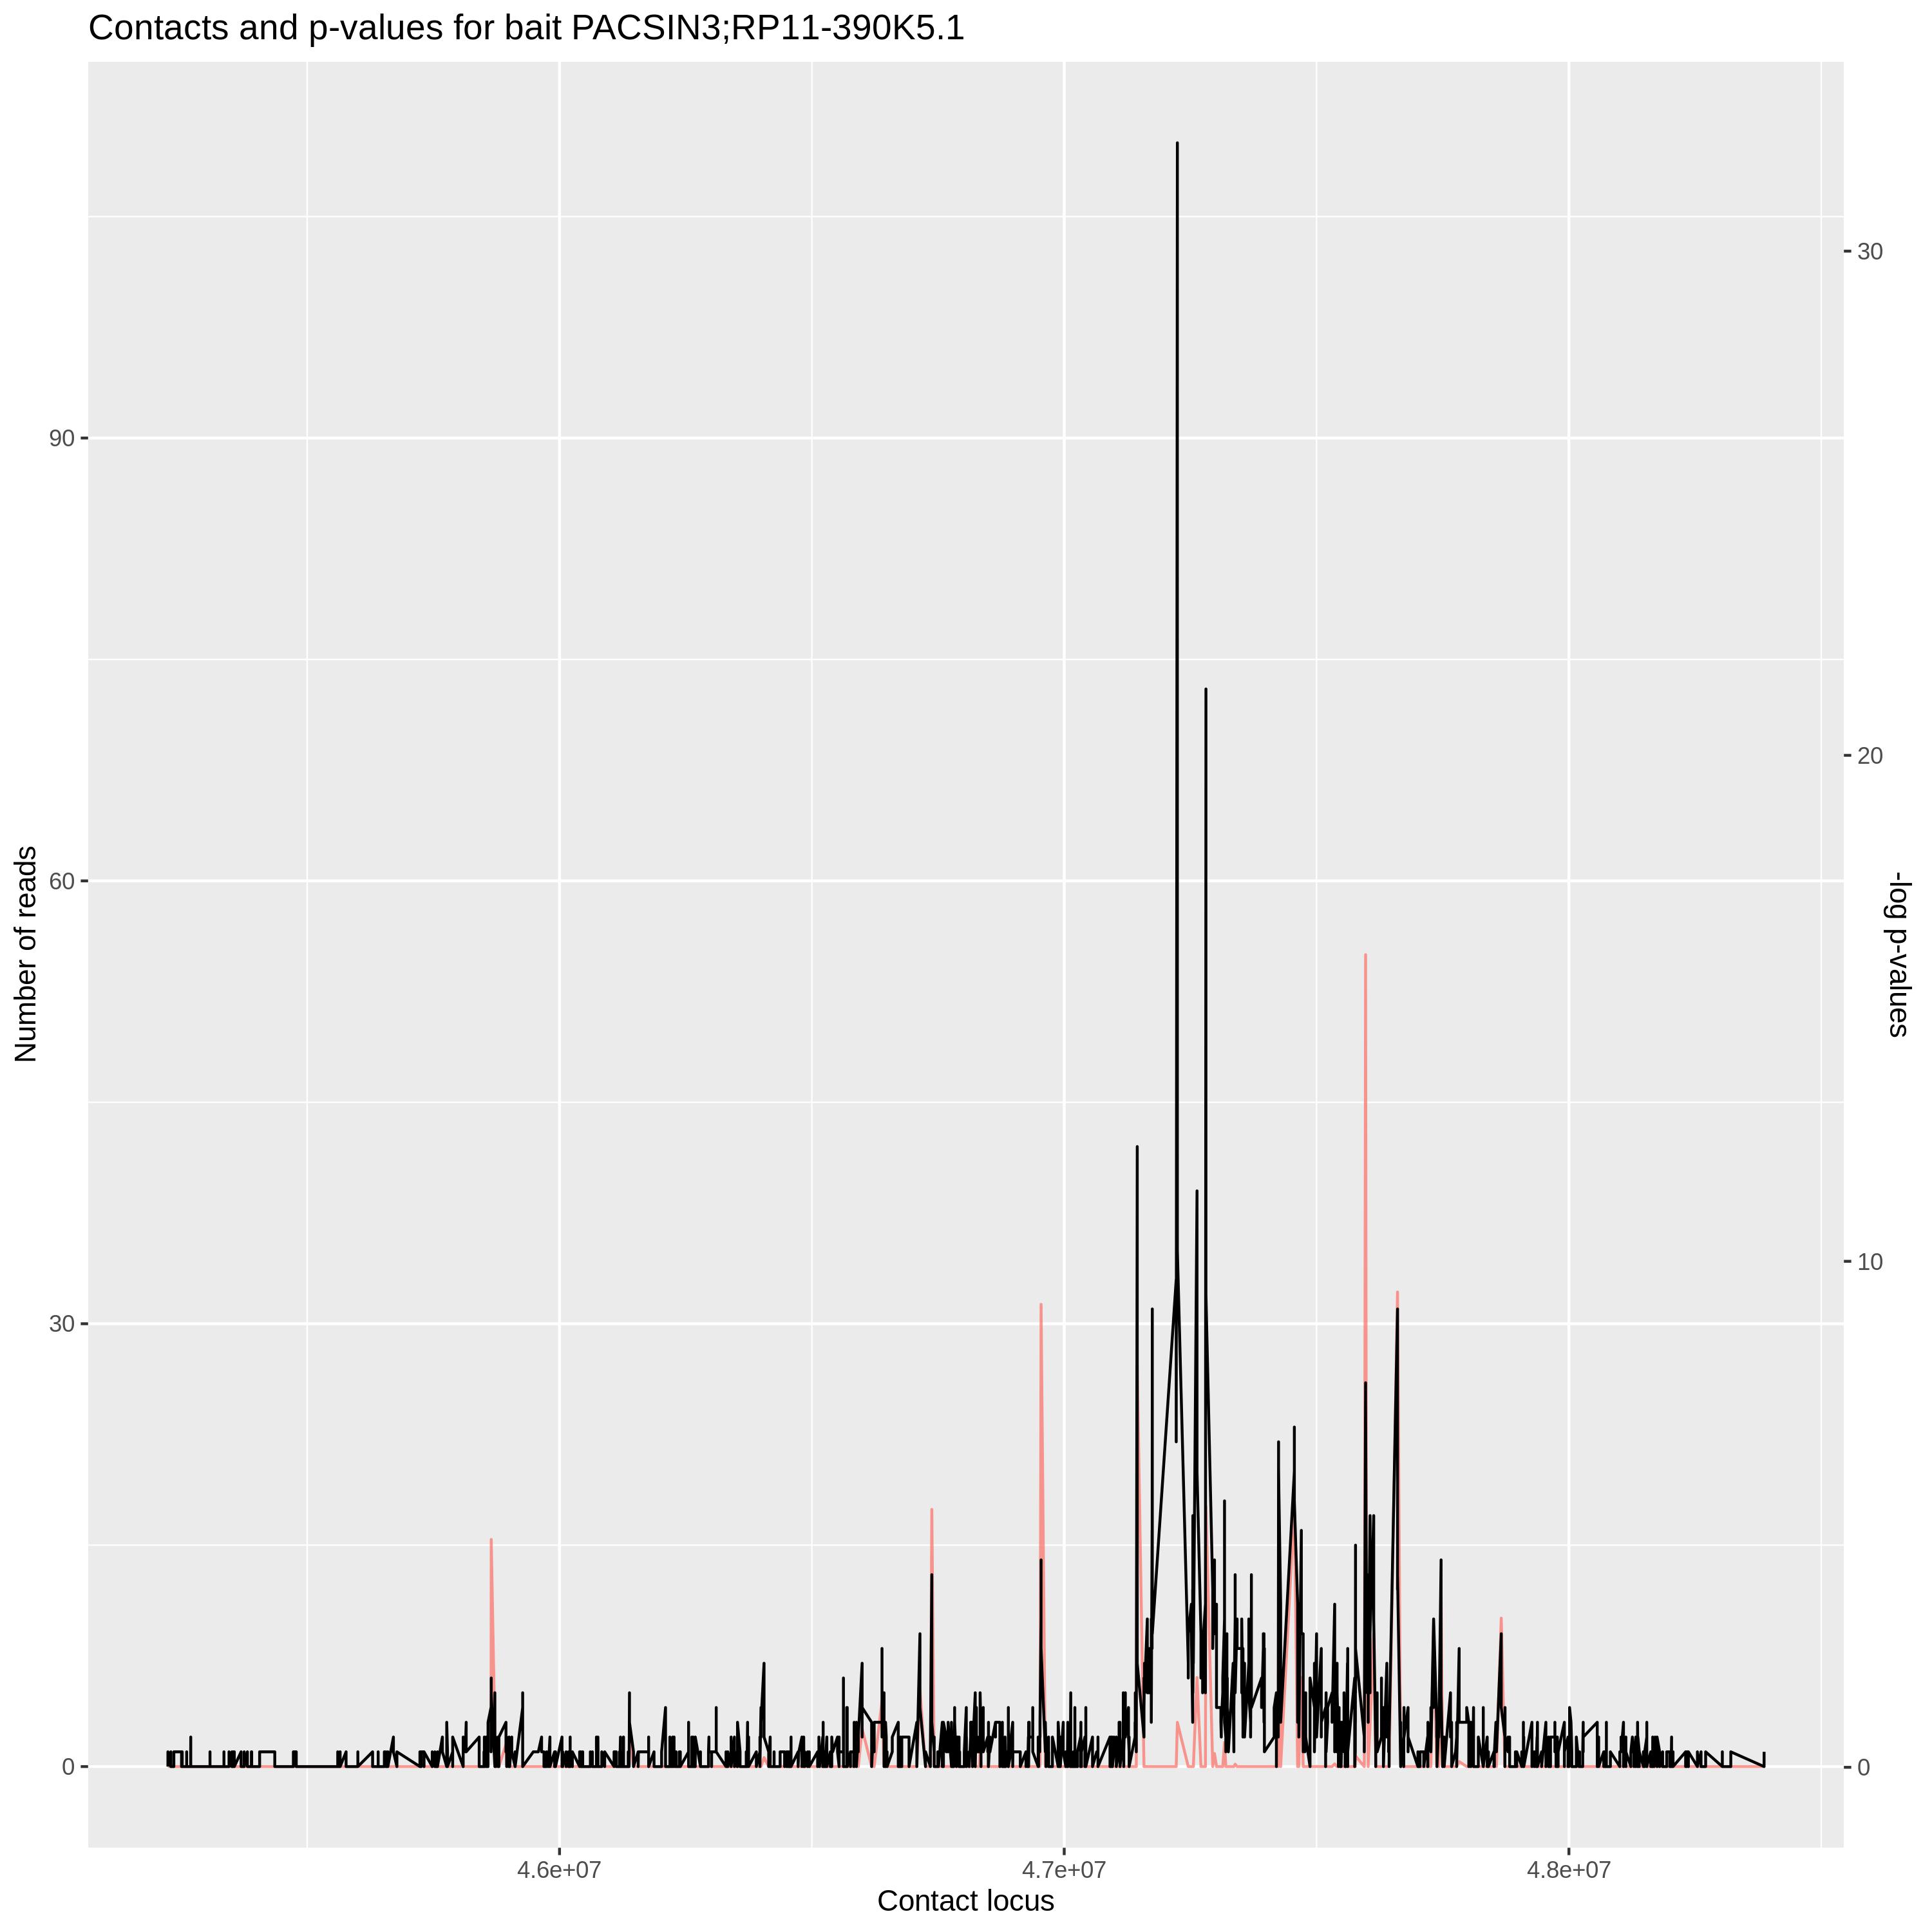 Contacts and p-values for bait PACSIN3;RP11-390K5.1
Number of reads
90
60
30
0
30
20
10
0
-log p-values
4.6e+07
4.7e+07
4.8e+07
Contact locus